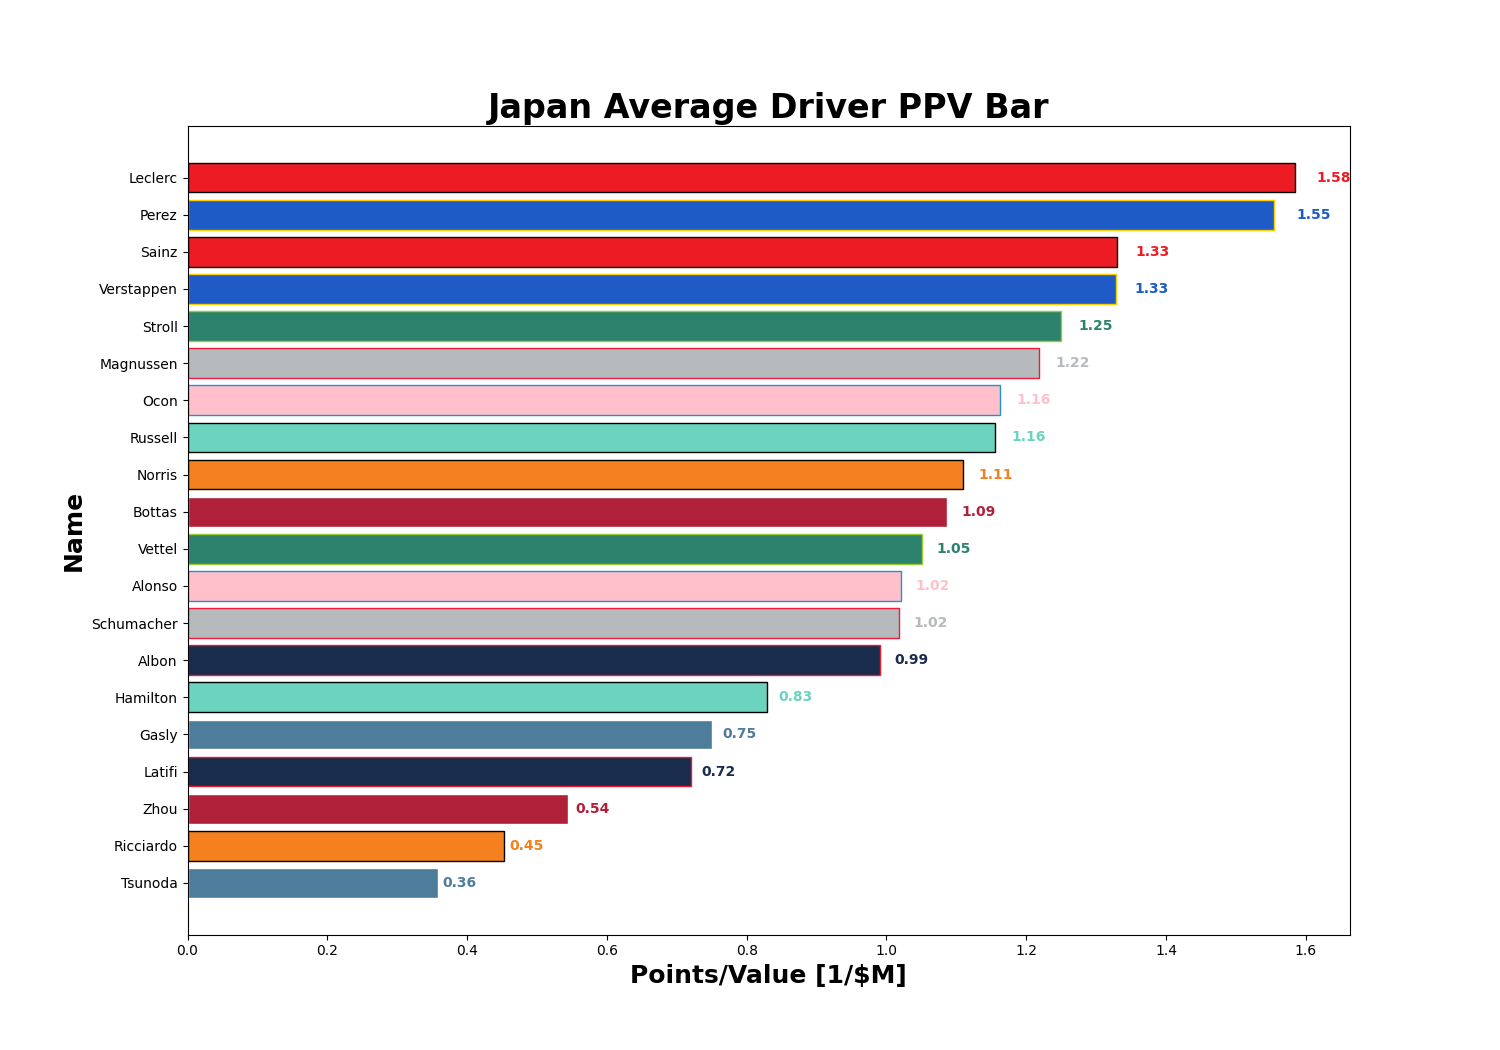 Japan Average Driver PPV Bar
Leclerc 1.58
Perez 1.55
Sainz 1.33
Verstappen 1.33
Stroll 1.25
Magnussen 1.22
Ocon 1.16
Russell 1.16
Norris 1.11
Bottas 1.09
Vettel 1.05
Alonso 1.02
Schumacher 1.02
Albon 0.99
Hamilton 0.83
Gasly 0.75
Latifi 0.72
Zhou 0.54
Ricciardo 0.45
Tsunoda 0.36
Name
0.0 0.2 0.4 0.6 0.8 1.0 1.2 1.4 1.6
Points/Value [1/$M]